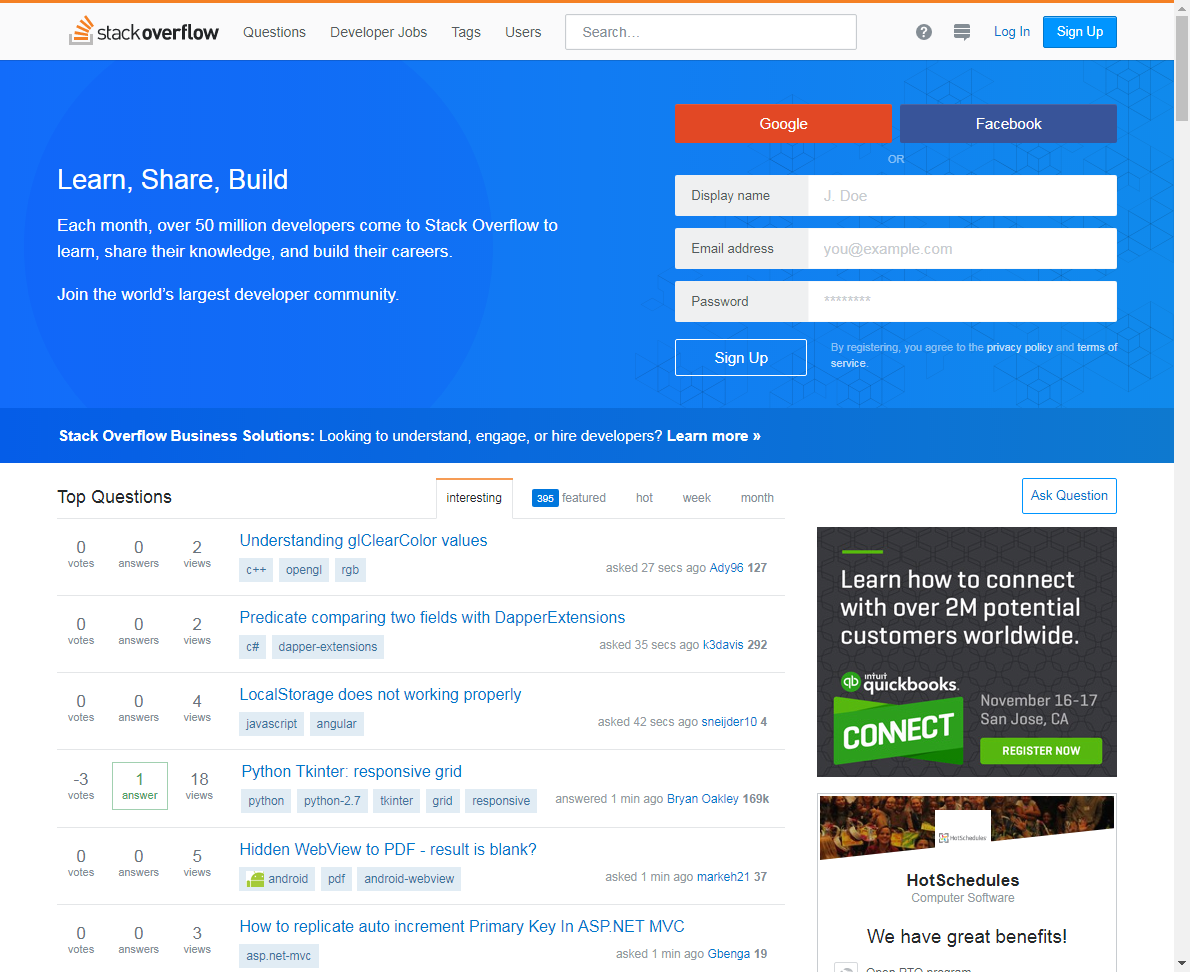 stackoverflow Questions Developer Jobs Tags Users Search... Log In Sign Up
Google Facebook
OR
Display name J. Doe
Email address you@example.com
Password ********
Sign Up By registering, you agree to the privacy policy and terms of
service.
Learn, Share, Build
Each month, over 50 million developers come to Stack Overflow to
learn, share their knowledge, and build their careers.
Join the world’s largest developer community.
Stack Overflow Business Solutions: Looking to understand, engage, or hire developers? Learn more »
Top Questions interesting 395 featured hot week month
Ask Question
0 votes 0 answers 2 views
Understanding glClearColor values
c++ opengl rgb
asked 27 secs ago Ady96 127
0 votes 0 answers 2 views
Predicate comparing two fields with DapperExtensions
c# dapper-extensions
asked 35 secs ago k3davis 292
0 votes 0 answers 4 views
LocalStorage does not working properly
javascript angular
asked 42 secs ago sneijder10 4
-3 votes 1 answer 18 views
Python Tkinter: responsive grid
python python-2.7 tkinter grid responsive
answered 1 min ago Bryan Oakley 169k
0 votes 0 answers 5 views
Hidden WebView to PDF - result is blank?
android pdf android-webview
asked 1 min ago markeh21 37
0 votes 0 answers 3 views
How to replicate auto increment Primary Key In ASP.NET MVC
asp.net-mvc
asked 1 min ago Gbenga 19
Learn how to connect
with over 2M potential
customers worldwide.
qb intuit quickbooks.
CONNECT
November 16-17
San Jose, CA
REGISTER NOW
HotSchedules
HotSchedules
Computer Software
We have great benefits!
Open PTO program